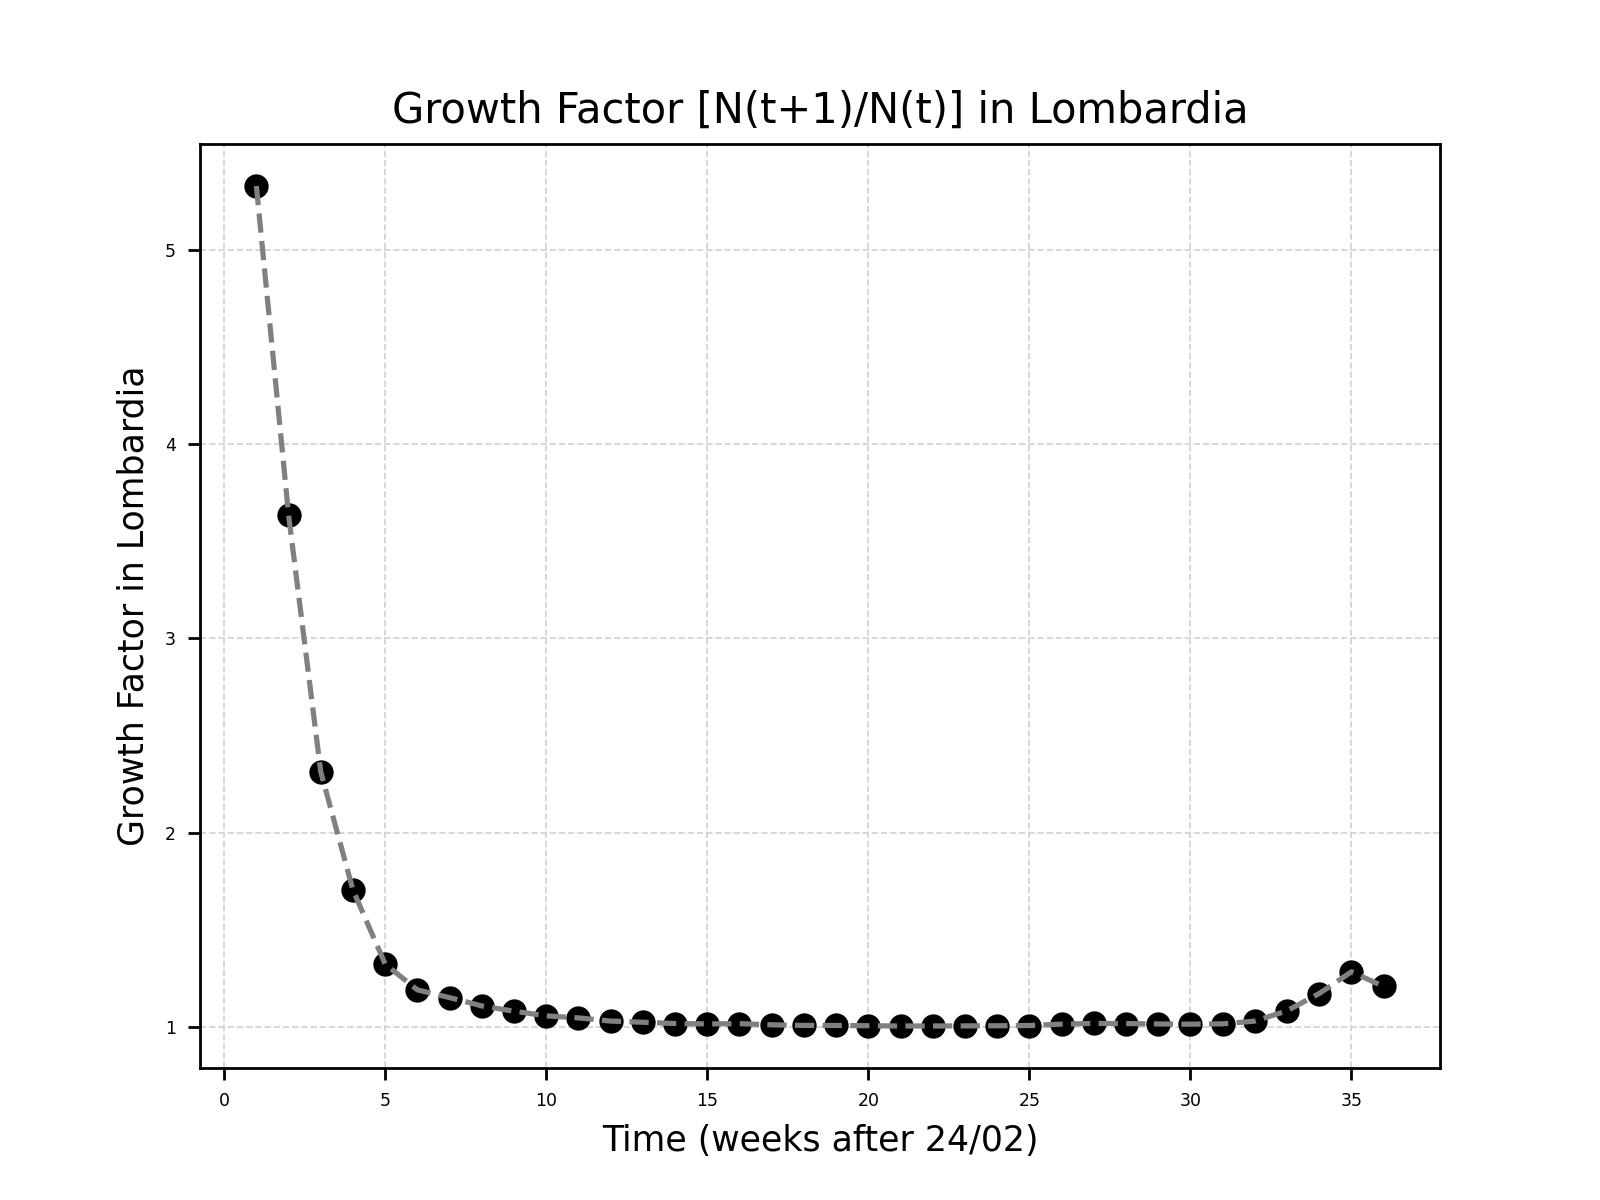 Growth Factor [N(t+1)/N(t)] in Lombardia
Growth Factor in Lombardia
5
4
3
2
1
0 5 10 15 20 25 30 35
Time (weeks after 24/02)